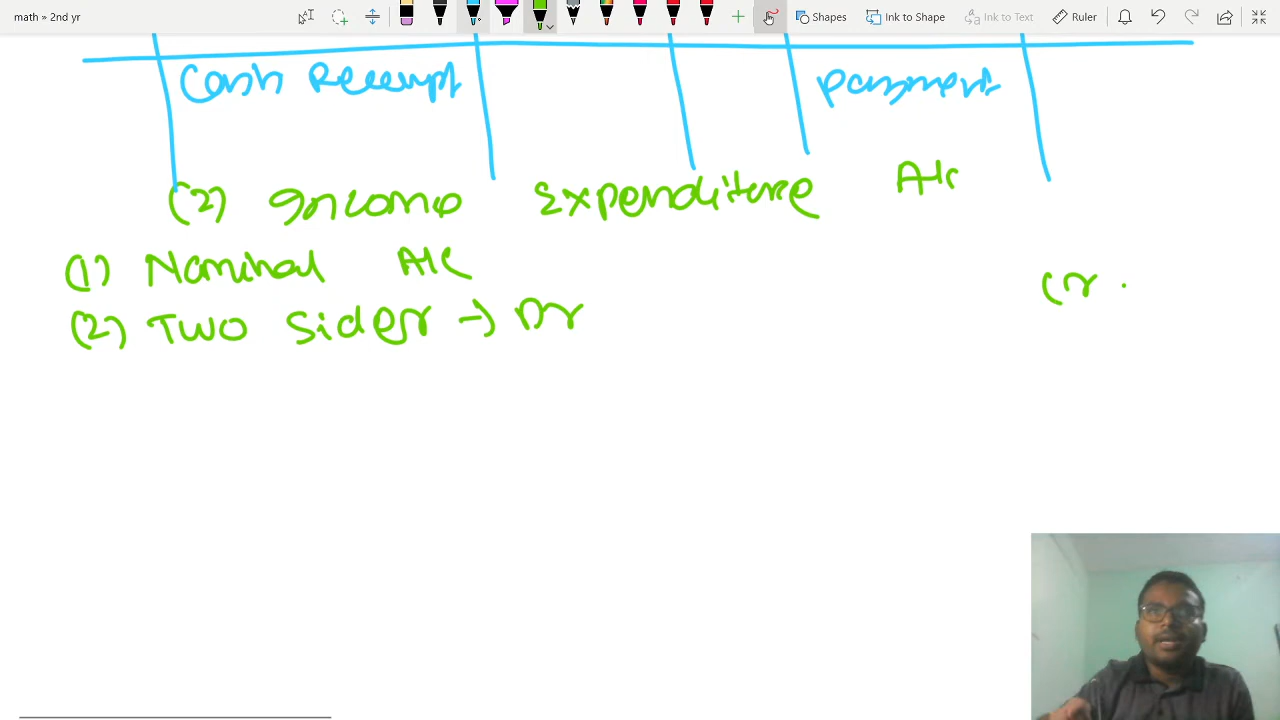 math » 2nd yr
Shapes
Ink to Shape
Ink to Text
Ruler
Cash Receipt
Payment
(2) Income Expenditure A/c
(1) Nominal A/c
(2) Two Sides → Dr
Cr